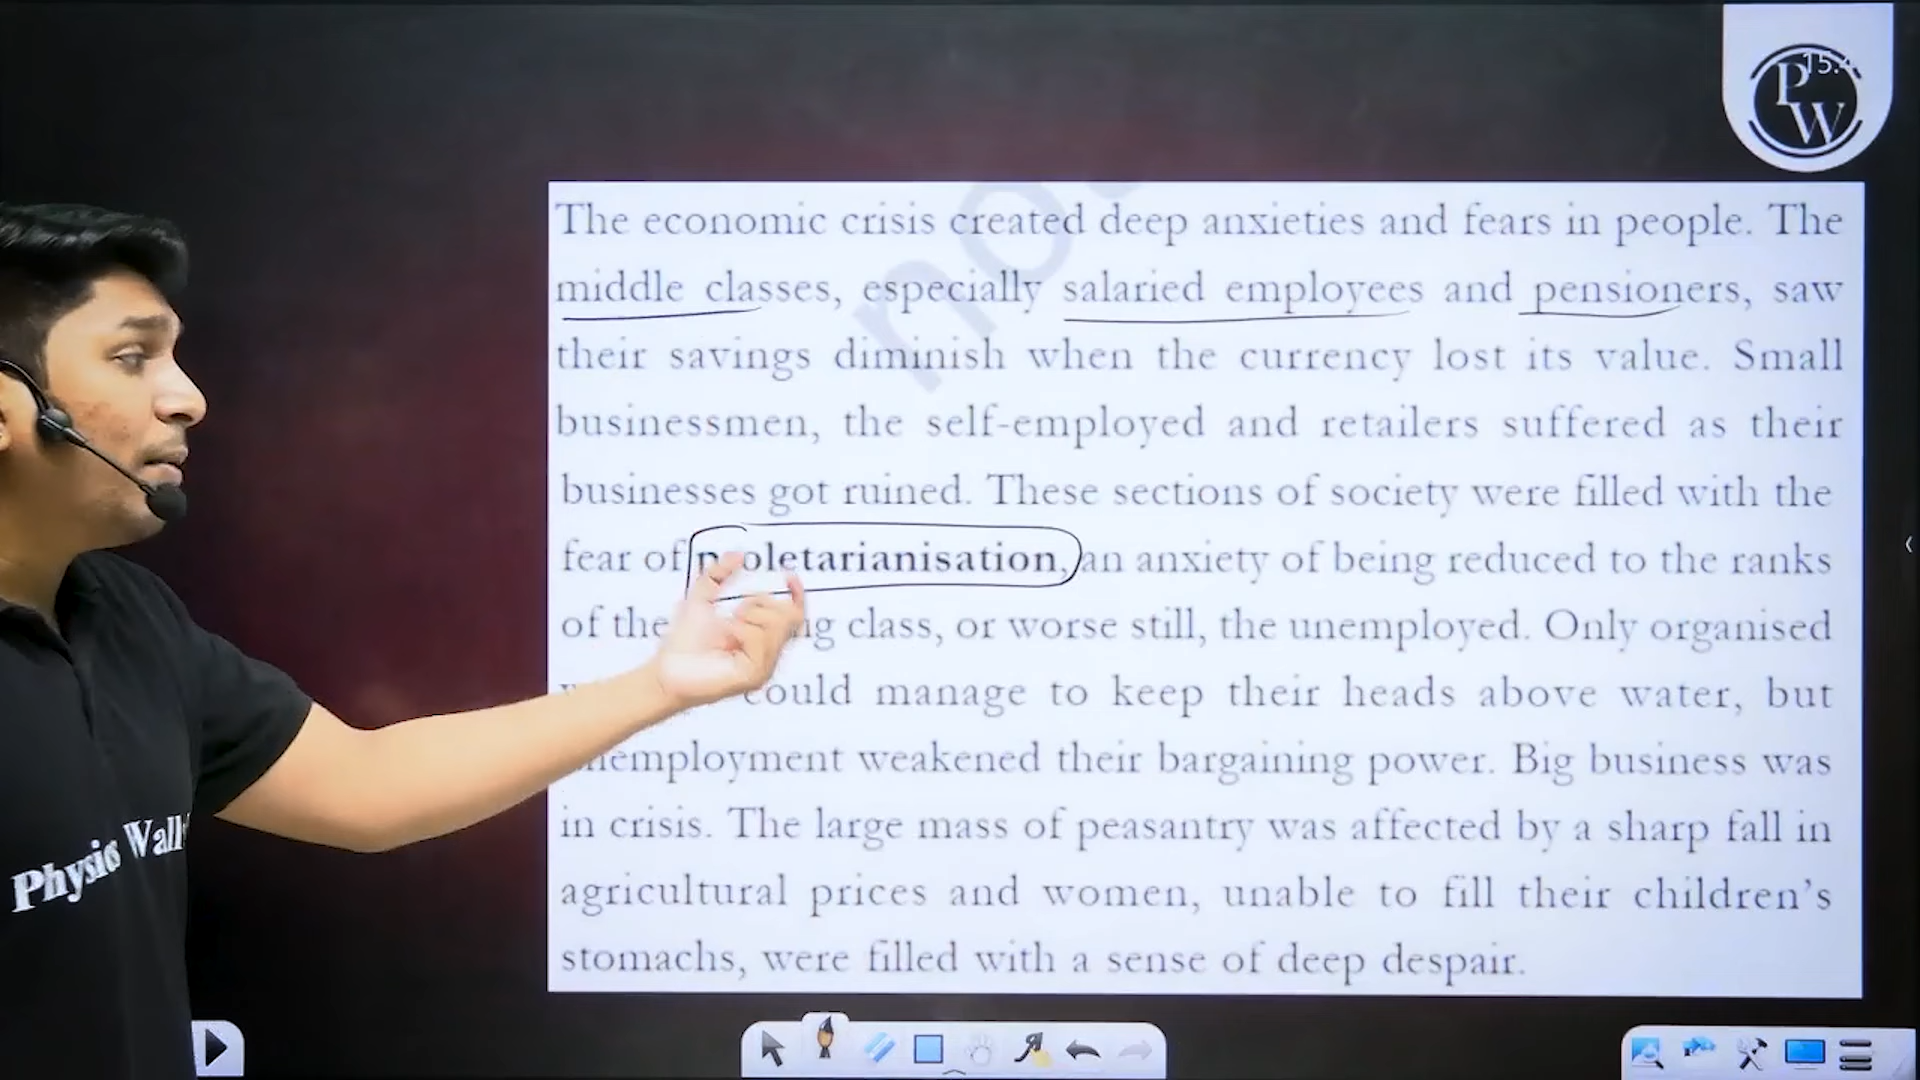 15:
PW
not
The economic crisis created deep anxieties and fears in people. The
middle classes, especially salaried employees and pensioners, saw
their savings diminish when the currency lost its value. Small
businessmen, the self-employed and retailers suffered as their
businesses got ruined. These sections of society were filled with the
fear of proletarianisation, an anxiety of being reduced to the ranks
of the class, or worse still, the unemployed. Only organised
could manage to keep their heads above water, but
unemployment weakened their bargaining power. Big business was
in crisis. The large mass of peasantry was affected by a sharp fall in
agricultural prices and women, unable to fill their children's
stomachs, were filled with a sense of deep despair.
Physics Wall